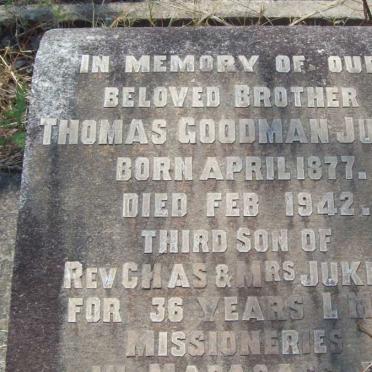 IN MEMORY OF OUR
BELOVED BROTHER
THOMAS GOODMAN
BORN APRIL 1877.
DIED FEB 1942.
THIRD SON OF
REV CHAS & MRS
FOR 36 YEARS
MISSIONERIES